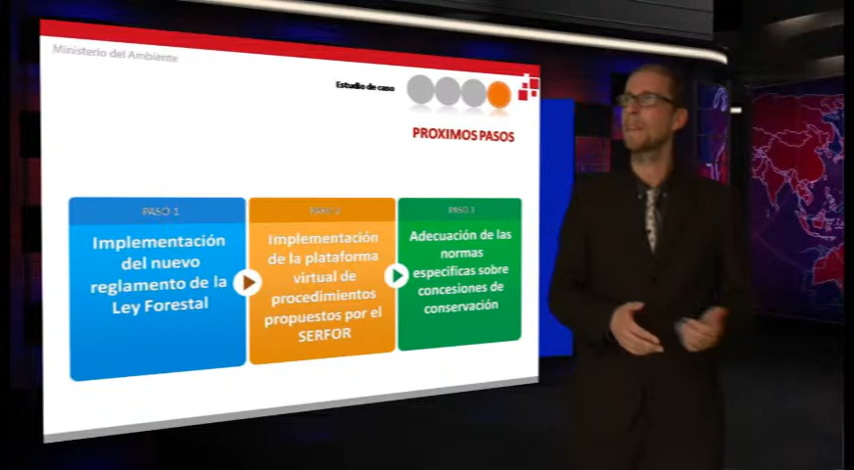 Ministerio del Ambiente
Estudio de caso
PROXIMOS PASOS
PASO 1
Implementación
del nuevo
reglamento de la
Ley Forestal
PASO 2
Implementación
de la plataforma
virtual de
procedimientos
propuestos por el
SERFOR
PASO 3
Adecuación de las
normas
especificas sobre
concesiones de
conservación